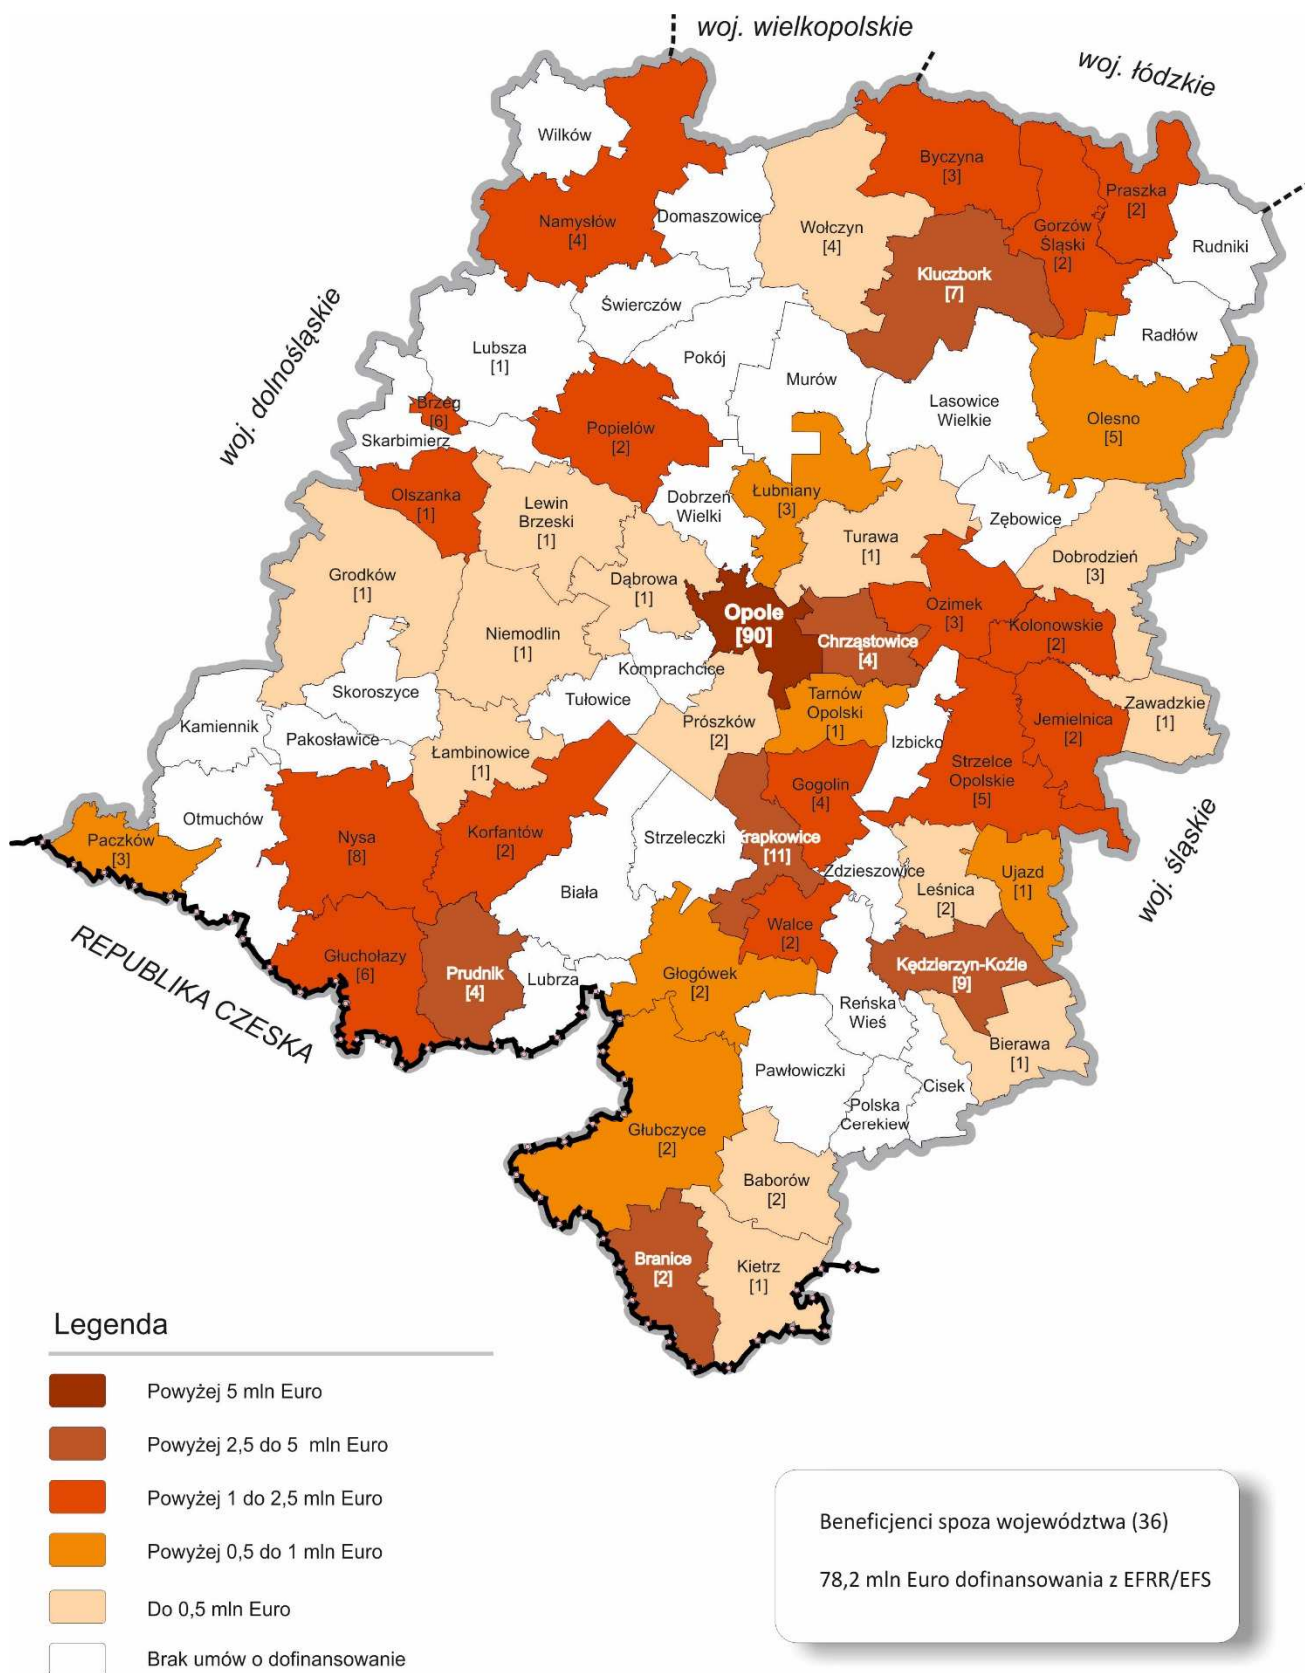 woj. wielkopolskie
woj. łódzkie
Wilków
Byczyna
[3]
Praszka
[2]
Namysłów
[4]
Domaszowice
Wołczyn
[4]
Gorzów
Śląski
[2]
Rudniki
Kluczbork
[7]
Świerczów
Radłów
woj. dolnośląskie
Lubsza
[1]
Pokój
Murów
Lasowice
Wielkie
Olesno
[5]
Brzeg
[6]
Skarbimierz
Popielów
[2]
Olszanka
[1]
Lewin
Brzeski
[1]
Dobrzeń
Wielki
Łubniany
[3]
Zębowice
Turawa
[1]
Dobrodzień
[3]
Grodków
[1]
Dąbrowa
[1]
Opole
[90]
Ozimek
[3]
Kolonowskie
[2]
Niemodlin
[1]
Chrząstowice
[4]
Komprachcice
Skoroszyce
Tułowice
Tarnów
Opolski
[1]
Zawadzkie
[1]
Kamiennik
Pakosławice
Prószków
[2]
Izbicko
Jemielnica
[2]
Łambinowice
[1]
Strzelce
Opolskie
[5]
Gogolin
[4]
Otmuchów
Paczków
[3]
Nysa
[8]
Korfantów
[2]
Strzeleczki
Krapkowice
[11]
Zdzieszowice
Ujazd
[1]
woj. śląskie
Biała
Leśnica
[2]
Walce
[2]
REPUBLIKA CZESKA
Głuchołazy
[6]
Prudnik
[4]
Lubrza
Głogówek
[2]
Kędzierzyn-Koźle
[9]
Reńska
Wieś
Bierawa
[1]
Pawłowiczki
Cisek
Polska
Cerekiew
Głubczyce
[2]
Baborów
[2]
Branice
[2]
Kietrz
[1]
Legenda
Powyżej 5 mln Euro
Powyżej 2,5 do 5 mln Euro
Powyżej 1 do 2,5 mln Euro
Powyżej 0,5 do 1 mln Euro
Do 0,5 mln Euro
Brak umów o dofinansowanie
Beneficjenci spoza województwa (36)
78,2 mln Euro dofinansowania z EFRR/EFS